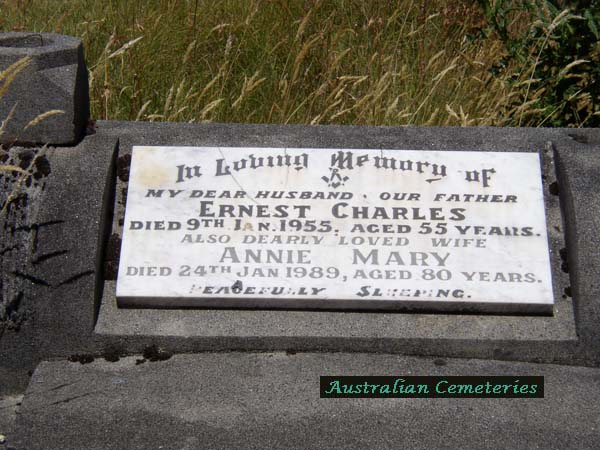 In Loving Memory of
MY DEAR HUSBAND . OUR FATHER
ERNEST CHARLES
DIED 9TH JAN. 1955, AGED 55 YEARS.
ALSO DEARLY LOVED WIFE
ANNIE MARY
DIED 24TH JAN 1989, AGED 80 YEARS.
PEACEFULLY SLEEPING.
Australian Cemeteries